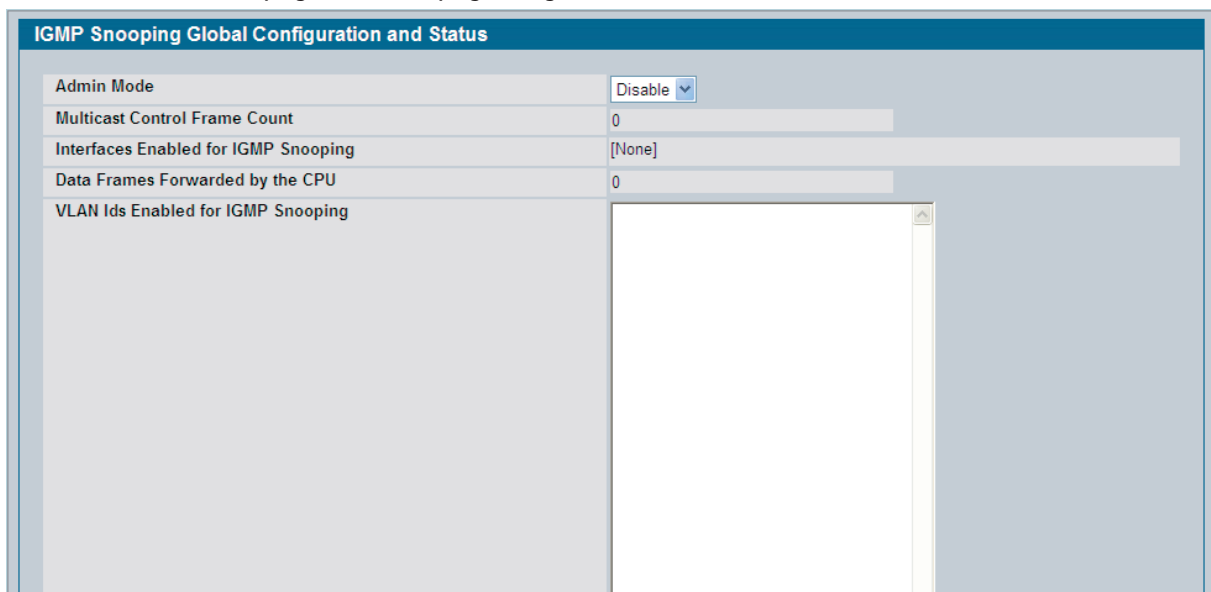 IGMP Snooping Global Configuration and Status
Admin Mode Disable
Multicast Control Frame Count 0
Interfaces Enabled for IGMP Snooping [None]
Data Frames Forwarded by the CPU 0
VLAN Ids Enabled for IGMP Snooping